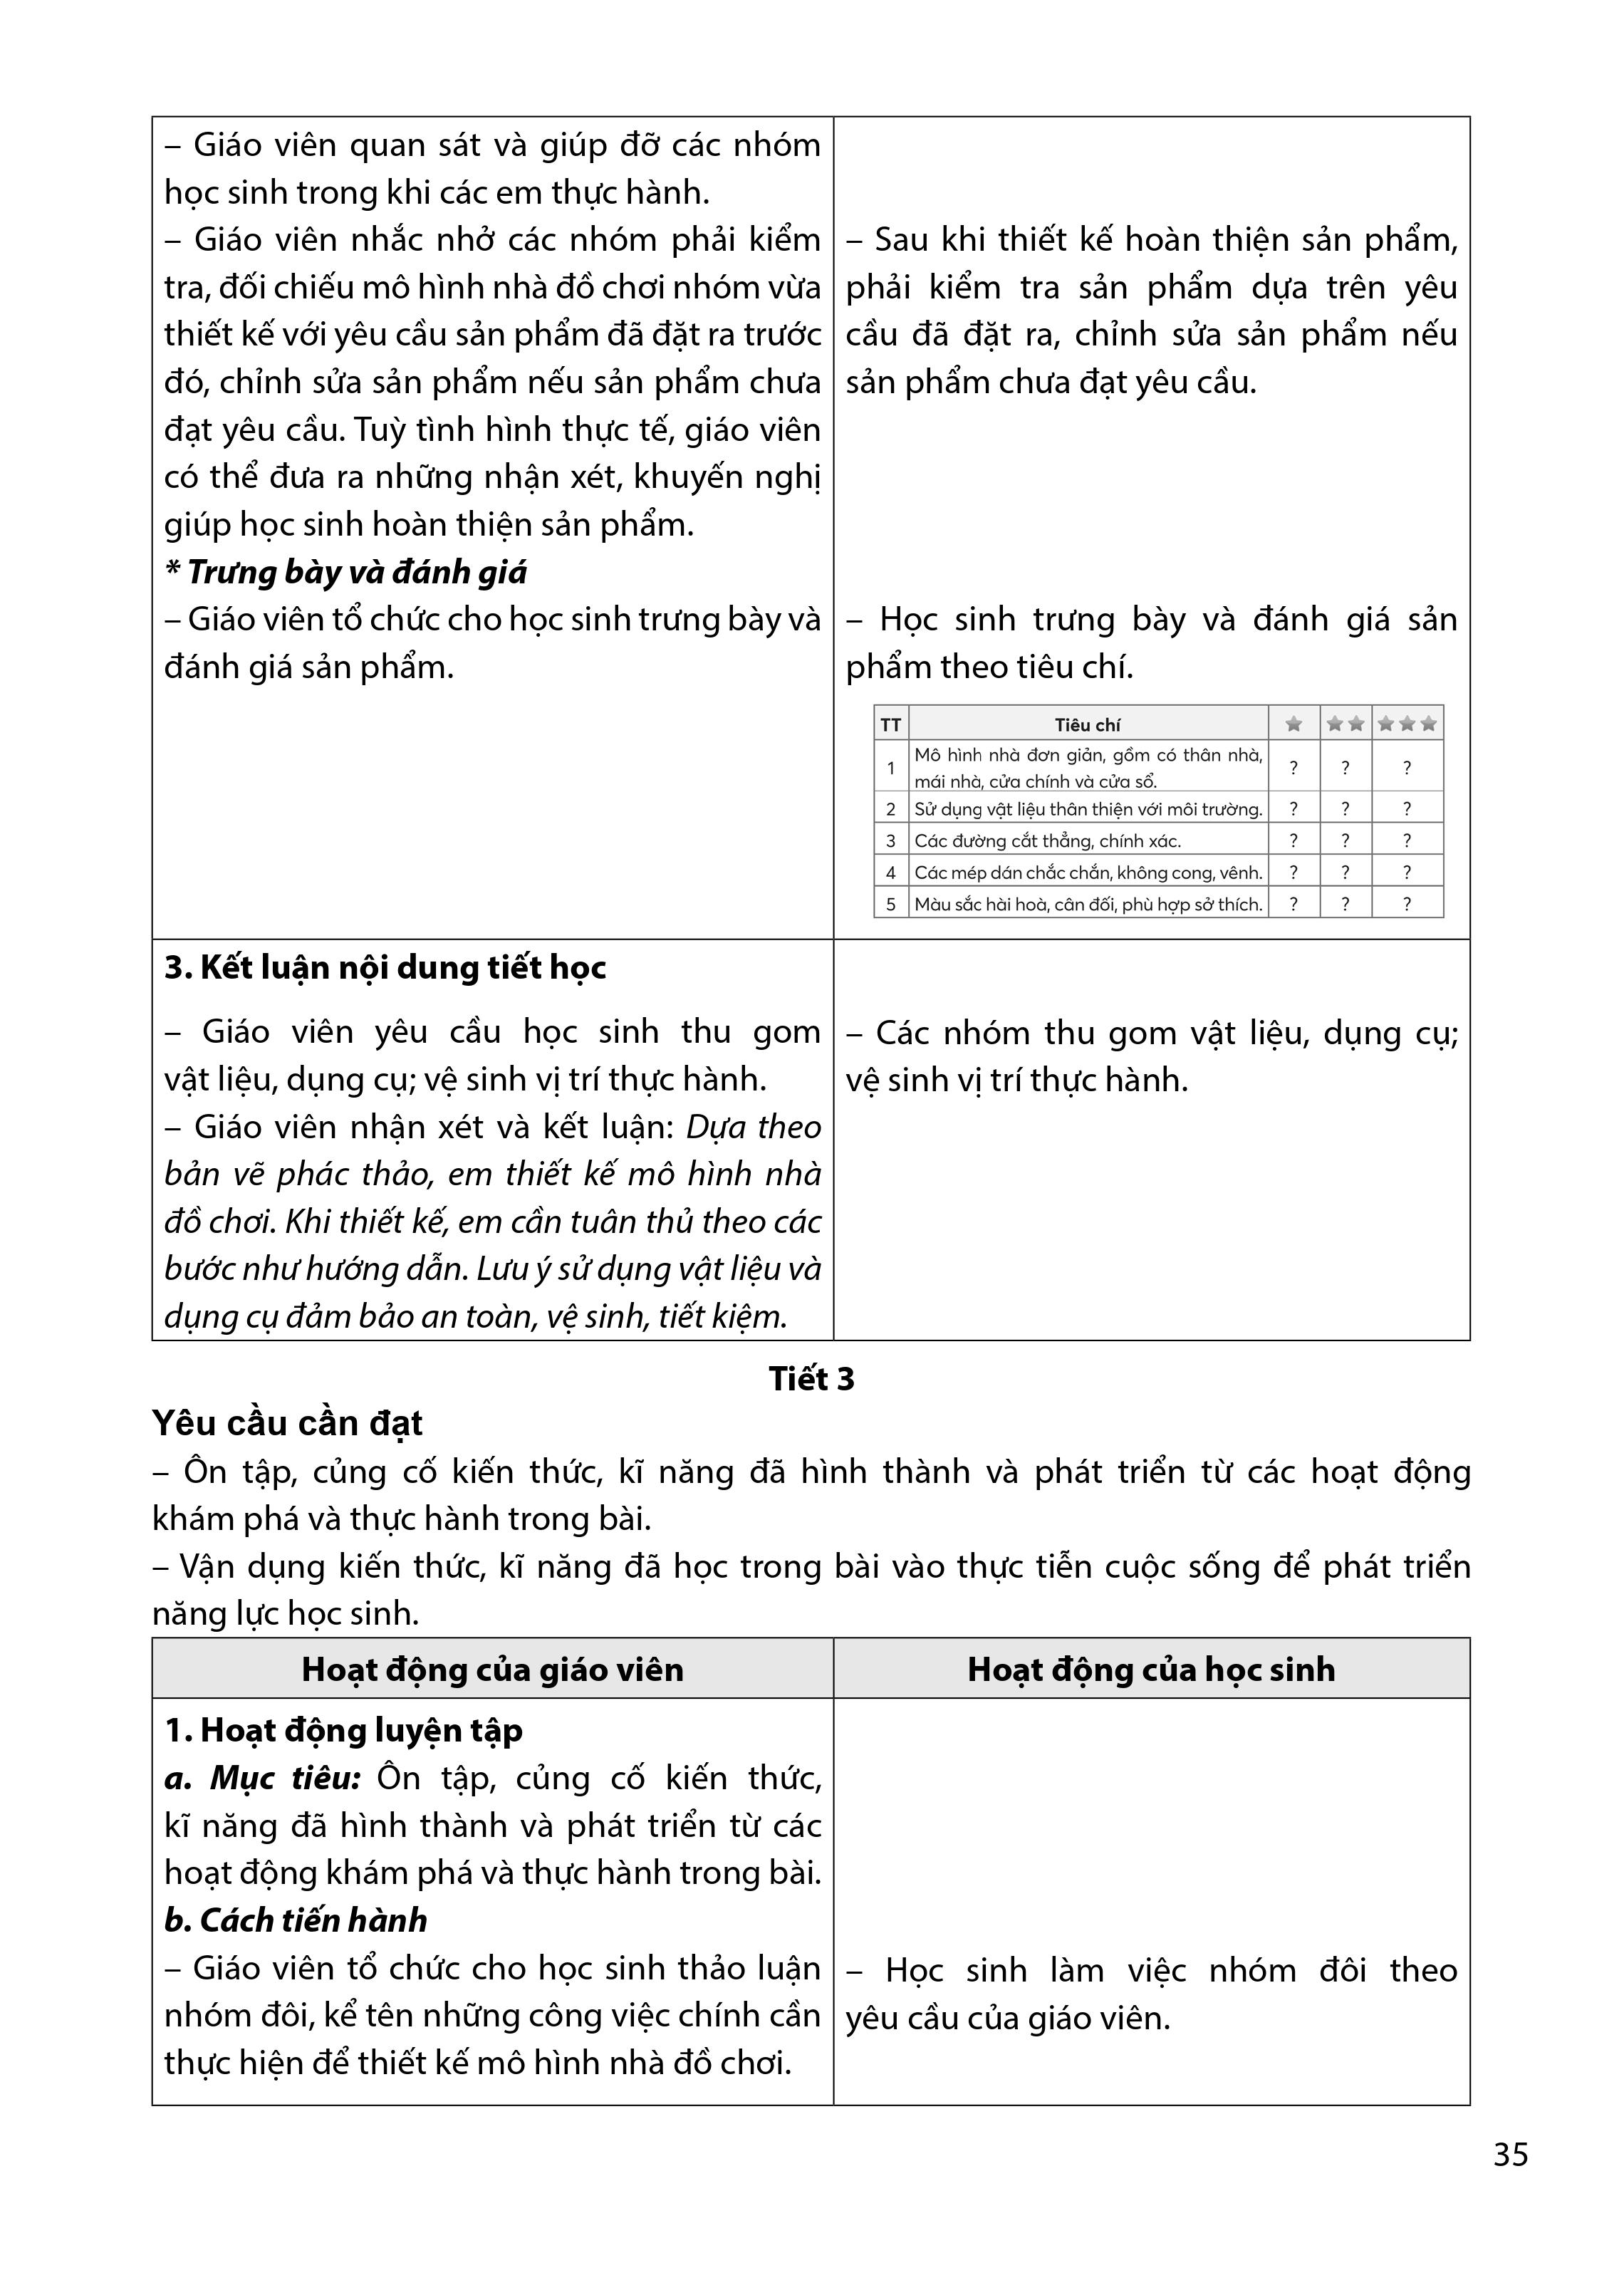 – Giáo viên quan sát và giúp đỡ các nhóm
học sinh trong khi các em thực hành.
– Giáo viên nhắc nhở các nhóm phải kiểm
tra, đối chiếu mô hình nhà đồ chơi nhóm vừa
thiết kế với yêu cầu sản phẩm đã đặt ra trước
đó, chỉnh sửa sản phẩm nếu sản phẩm chưa
đạt yêu cầu. Tuỳ tình hình thực tế, giáo viên
có thể đưa ra những nhận xét, khuyến nghị
giúp học sinh hoàn thiện sản phẩm.
* Trưng bày và đánh giá
– Giáo viên tổ chức cho học sinh trưng bày và
đánh giá sản phẩm.
– Sau khi thiết kế hoàn thiện sản phẩm,
phải kiểm tra sản phẩm dựa trên yêu
cầu đã đặt ra, chỉnh sửa sản phẩm nếu
sản phẩm chưa đạt yêu cầu.
– Học sinh trưng bày và đánh giá sản
phẩm theo tiêu chí.
TT Tiêu chí
1 Mô hình nhà đơn giản, gồm có thân nhà,
mái nhà, cửa chính và cửa sổ. ? ? ?
2 Sử dụng vật liệu thân thiện với môi trường. ? ? ?
3 Các đường cắt thẳng, chính xác. ? ? ?
4 Các mép dán chắc chắn, không cong, vênh. ? ? ?
5 Màu sắc hài hoà, cân đối, phù hợp sở thích. ? ? ?
3. Kết luận nội dung tiết học
– Giáo viên yêu cầu học sinh thu gom
vật liệu, dụng cụ; vệ sinh vị trí thực hành.
– Giáo viên nhận xét và kết luận: Dựa theo
bản vẽ phác thảo, em thiết kế mô hình nhà
đồ chơi. Khi thiết kế, em cần tuân thủ theo các
bước như hướng dẫn. Lưu ý sử dụng vật liệu và
dụng cụ đảm bảo an toàn, vệ sinh, tiết kiệm.
– Các nhóm thu gom vật liệu, dụng cụ;
vệ sinh vị trí thực hành.
Tiết 3
Yêu cầu cần đạt
– Ôn tập, củng cố kiến thức, kĩ năng đã hình thành và phát triển từ các hoạt động
khám phá và thực hành trong bài.
– Vận dụng kiến thức, kĩ năng đã học trong bài vào thực tiễn cuộc sống để phát triển
năng lực học sinh.
Hoạt động của giáo viên
Hoạt động của học sinh
1. Hoạt động luyện tập
a. Mục tiêu: Ôn tập, củng cố kiến thức,
kĩ năng đã hình thành và phát triển từ các
hoạt động khám phá và thực hành trong bài.
b. Cách tiến hành
– Giáo viên tổ chức cho học sinh thảo luận
nhóm đôi, kể tên những công việc chính cần
thực hiện để thiết kế mô hình nhà đồ chơi.
– Học sinh làm việc nhóm đôi theo
yêu cầu của giáo viên.
35